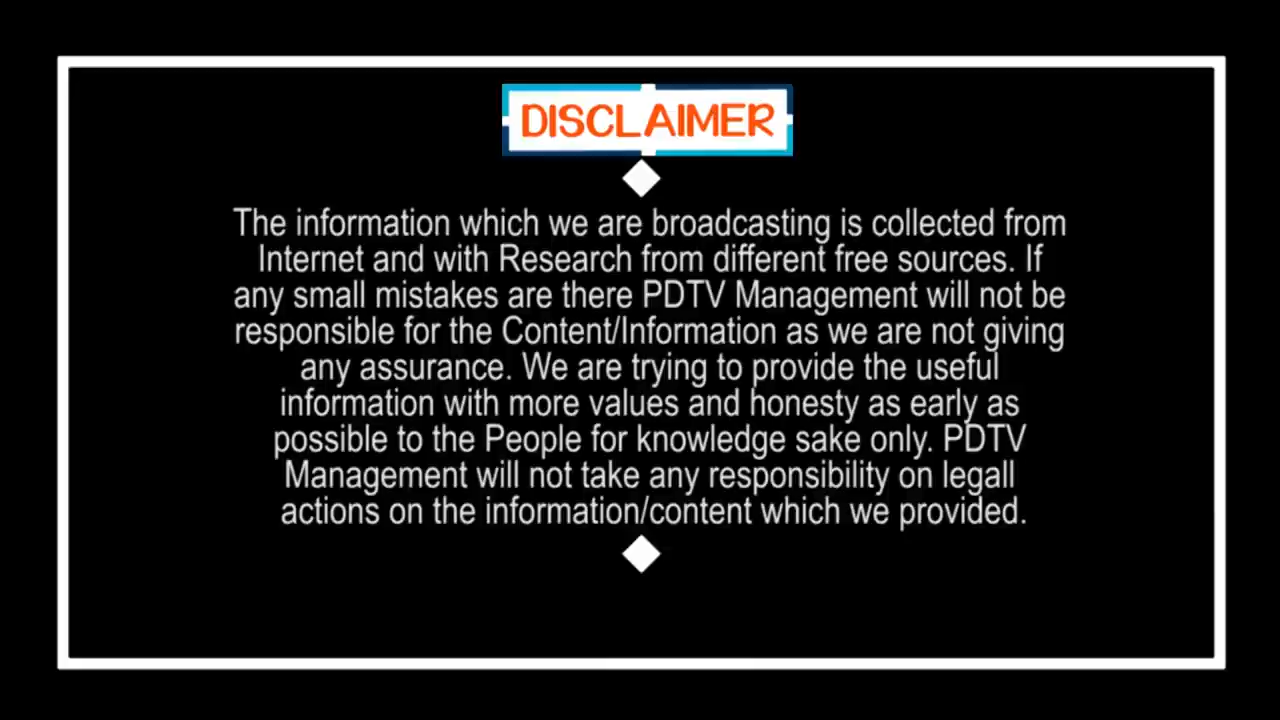 DISCLAIMER
The information which we are broadcasting is collected from
Internet and with Research from different free sources. If
any small mistakes are there PDTV Management will not be
responsible for the Content/Information as we are not giving
any assurance. We are trying to provide the useful
information with more values and honesty as early as
possible to the People for knowledge sake only. PDTV
Management will not take any responsibility on legall
actions on the information/content which we provided.